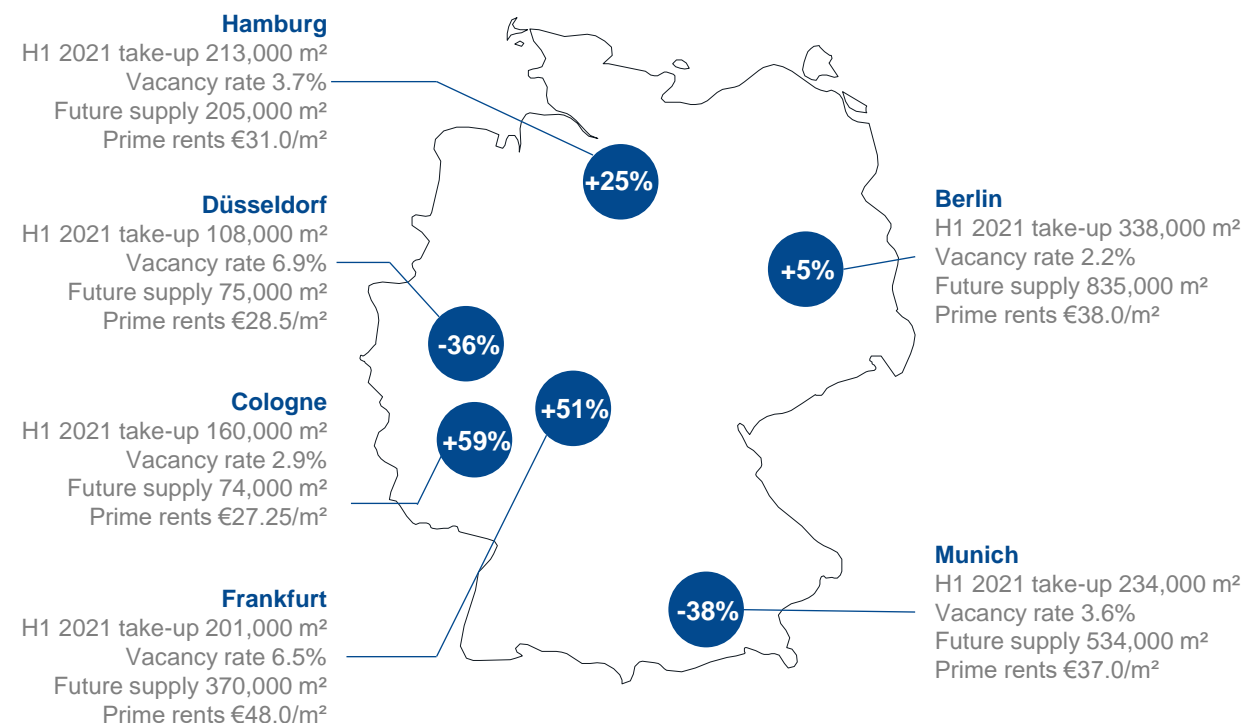 Hamburg
H1 2021 take-up 213,000 m²
Vacancy rate 3.7%
Future supply 205,000 m²
Prime rents €31.0/m²
+25%
Düsseldorf
H1 2021 take-up 108,000 m²
Vacancy rate 6.9%
Future supply 75,000 m²
Prime rents €28.5/m²
-36%
Cologne
H1 2021 take-up 160,000 m²
Vacancy rate 2.9%
Future supply 74,000 m²
Prime rents €27.25/m²
+59%
Frankfurt
H1 2021 take-up 201,000 m²
Vacancy rate 6.5%
Future supply 370,000 m²
Prime rents €48.0/m²
+51%
Berlin
H1 2021 take-up 338,000 m²
Vacancy rate 2.2%
Future supply 835,000 m²
Prime rents €38.0/m²
+5%
Munich
H1 2021 take-up 234,000 m²
Vacancy rate 3.6%
Future supply 534,000 m²
Prime rents €37.0/m²
-38%